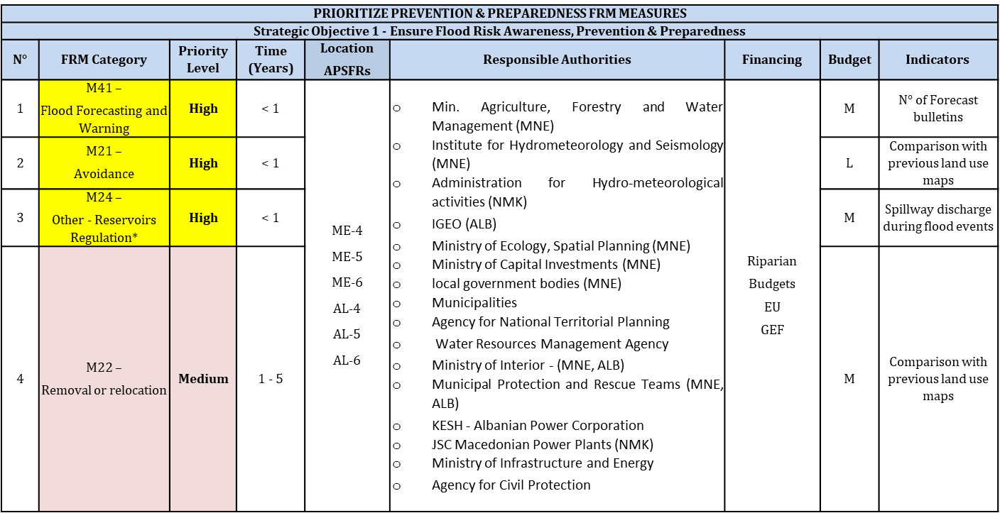 PRIORITIZE PREVENTION & PREPAREDNESS FRM MEASURES
Strategic Objective 1 - Ensure Flood Risk Awareness, Prevention & Preparedness
N°
FRM Category
Priority
Level
Time
(Years)
Location
APSFRs
Responsible Authorities
Financing
Budget
Indicators
1
M41 –
Flood Forecasting and
Warning
High
< 1
M
N° of Forecast
bulletins
2
M21 –
Avoidance
High
< 1
L
Comparison with
previous land use
maps
3
M24 –
Other - Reservoirs
Regulation*
High
< 1
M
Spillway discharge
during flood events
4
M22 –
Removal or relocation
Medium
1 - 5
M
Comparison with
previous land use
maps
ME-4
ME-5
ME-6
AL-4
AL-5
AL-6
o Min. Agriculture, Forestry and Water
Management (MNE)
o Institute for Hydrometeorology and Seismology
(MNE)
o Administration for Hydro-meteorological
activities (NMK)
o IGEO (ALB)
o Ministry of Ecology, Spatial Planning (MNE)
o Ministry of Capital Investments (MNE)
o local government bodies (MNE)
o Municipalities
o Agency for National Territorial Planning
o Water Resources Management Agency
o Ministry of Interior - (MNE, ALB)
o Municipal Protection and Rescue Teams (MNE,
ALB)
o KESH - Albanian Power Corporation
o JSC Macedonian Power Plants (NMK)
o Ministry of Infrastructure and Energy
o Agency for Civil Protection
Riparian
Budgets
EU
GEF